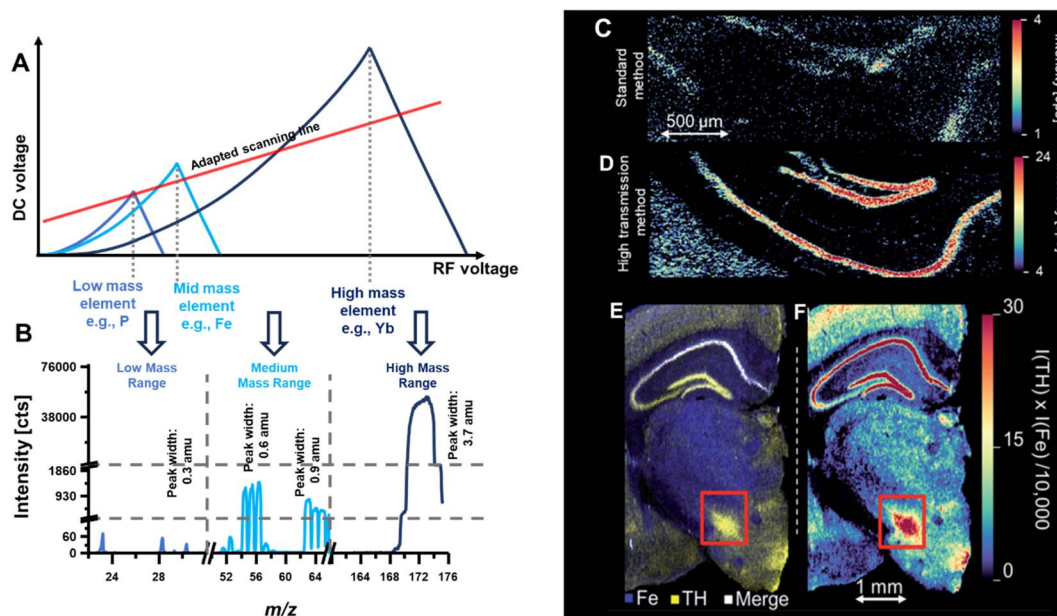 A
DC voltage
Adapted scanning line
RF voltage
Low mass
element
e.g., P
Mid mass
element
e.g., Fe
High mass
element
e.g., Yb
B
Low Mass
Range
Medium
Mass Range
High Mass
Range
76000
38000
1860
930
60
0
Intensity [cts]
Peak width:
0.3 amu
Peak width:
0.6 amu
Peak width:
0.9 amu
Peak width:
3.7 amu
24
28
52
56
60
64
168
172
176
m/z
C
Standard
method
500 µm
4
1
D
High transmission
method
24
4
E
Fe
TH
Merge
F
1 mm
30
15
0
I(TH) x I(Fe) /10,000